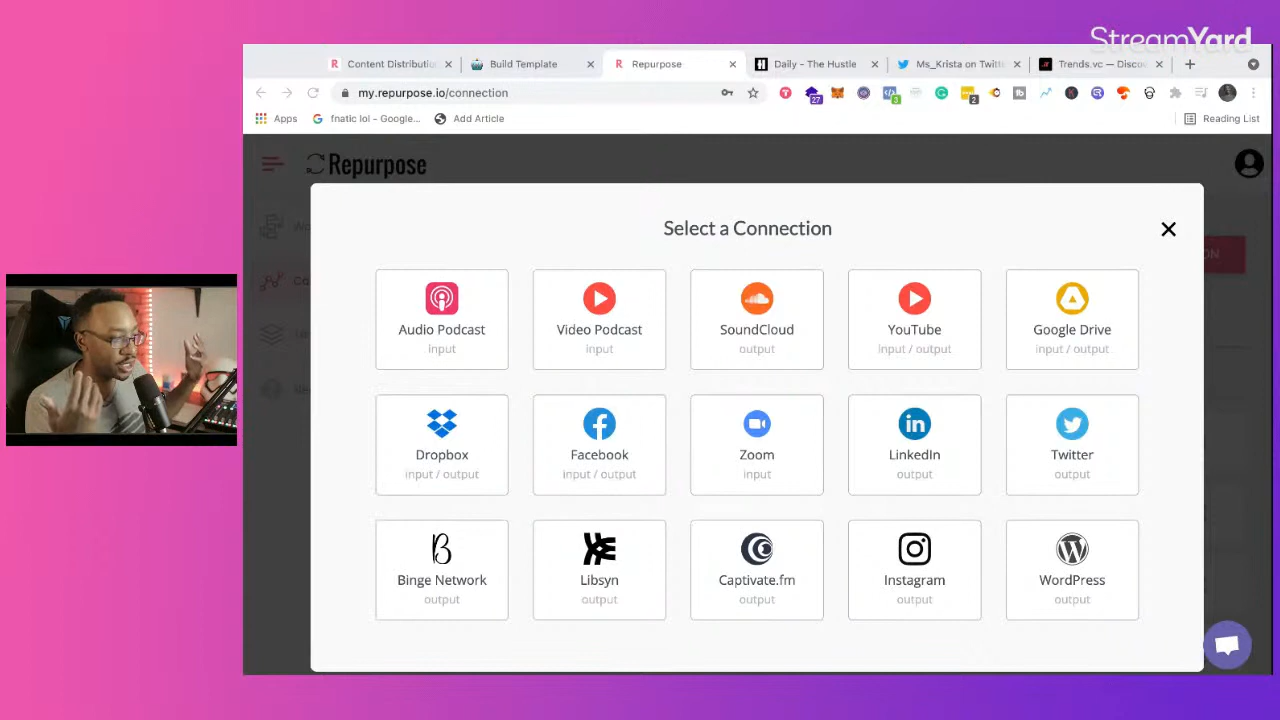 StreamYard
Content Distributio
Build Template
Repurpose
Daily - The Hustle
Ms_Krista on Twitt
Trends.vc — Disco
my.repurpose.io/connection
27
3
2
Apps
fnatic lol - Google...
Add Article
Reading List
Repurpose
Select a Connection
Audio Podcast
input
Video Podcast
input
SoundCloud
output
YouTube
input / output
Google Drive
input / output
Dropbox
input / output
Facebook
input / output
Zoom
input
LinkedIn
output
Twitter
output
Binge Network
output
Libsyn
output
Captivate.fm
output
Instagram
output
WordPress
output